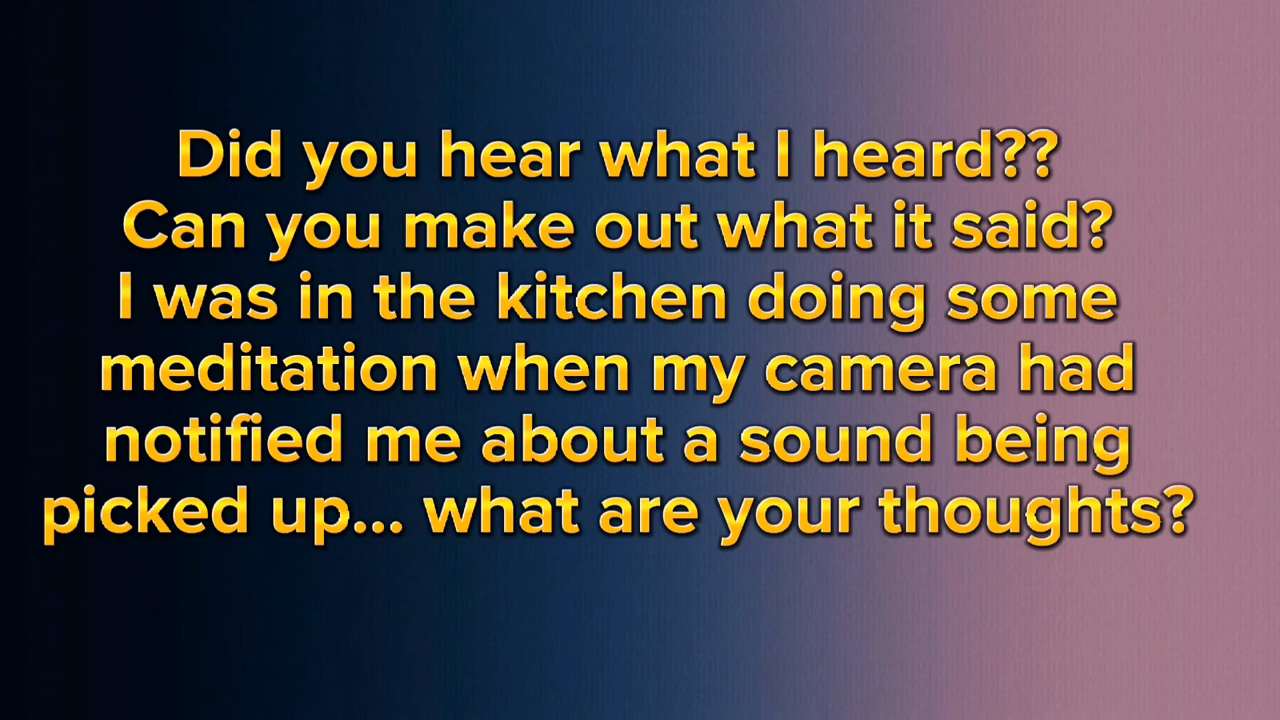 Did you hear what I heard??
Can you make out what it said?
I was in the kitchen doing some
meditation when my camera had
notified me about a sound being
picked up... what are your thoughts?